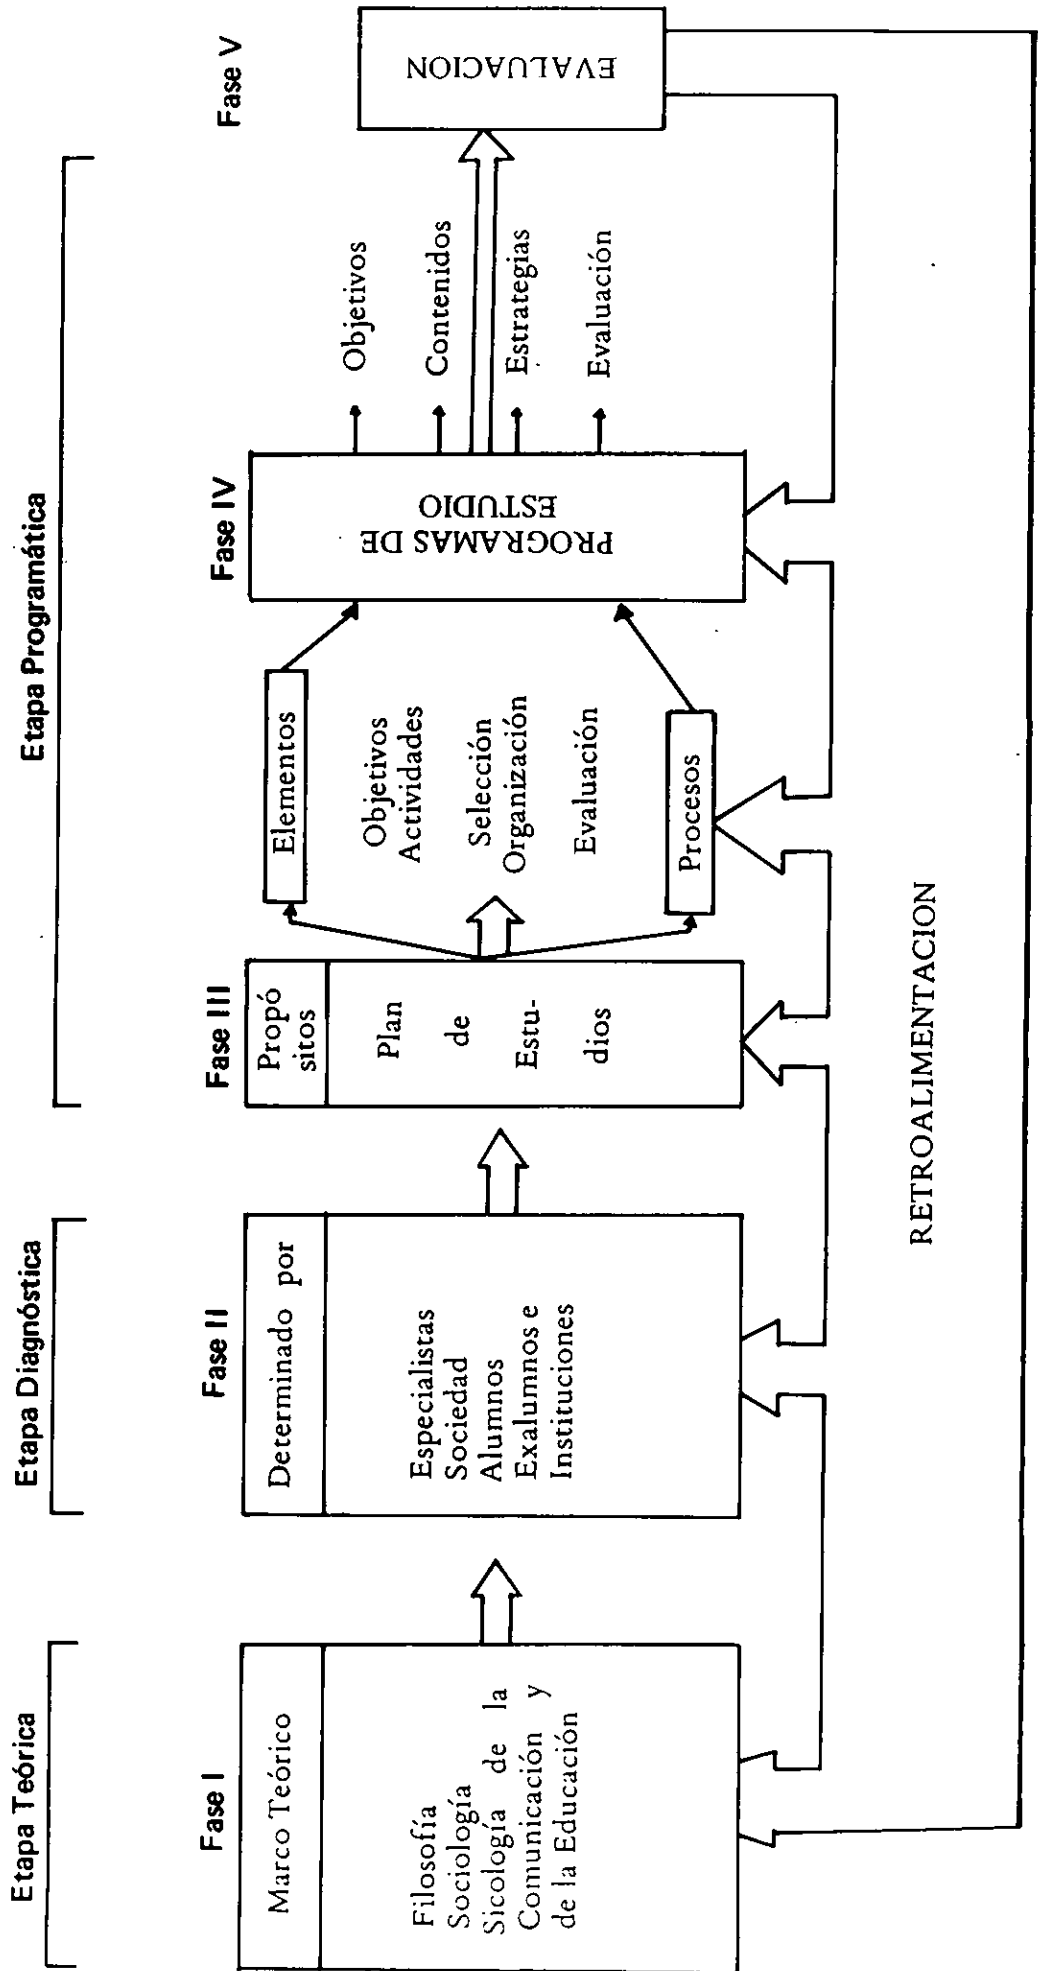 Etapa Teórica
Fase I
Marco Teórico
Filosofía
Sociología
Sicología de la
Comunicación y
de la Educación
Etapa Diagnóstica
Fase II
Determinado por
Especialistas
Sociedad
Alumnos
Exalumnos e
Instituciones
Etapa Programática
Fase III
Propó
sitos
Plan
de
Estu-
dios
Elementos
Objetivos
Actividades
Selección
Organización
Evaluación
Procesos
Fase IV
PROGRAMAS DE
ESTUDIO
Objetivos
Contenidos
Estrategias
Evaluación
Fase V
EVALUACION
RETROALIMENTACION